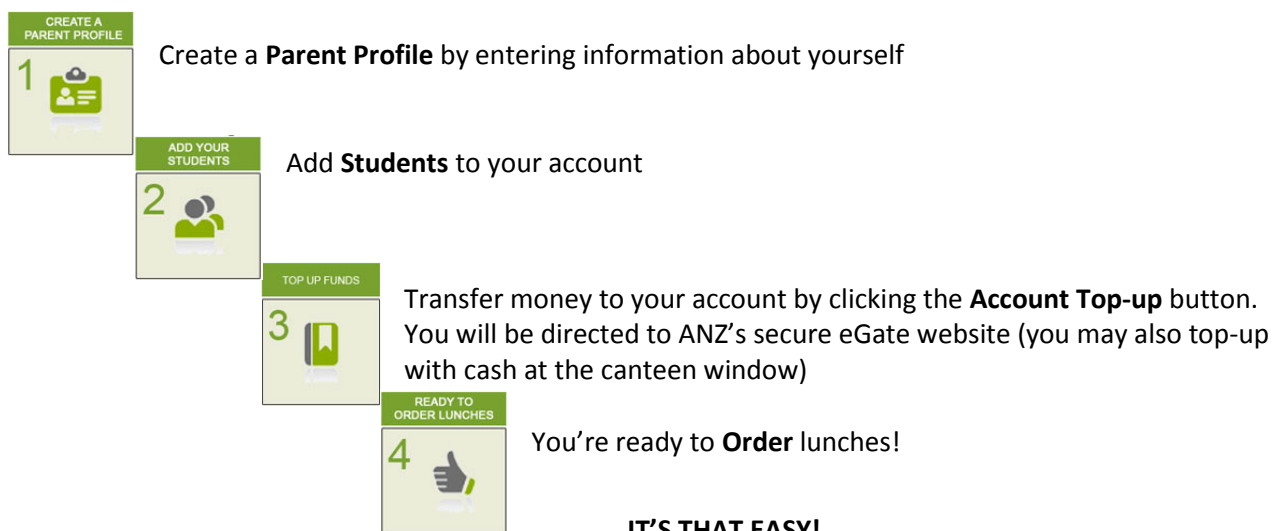 CREATE A
PARENT PROFILE
1
Create a Parent Profile by entering information about yourself
ADD YOUR
STUDENTS
2
Add Students to your account
TOP UP FUNDS
3
Transfer money to your account by clicking the Account Top-up button.
You will be directed to ANZ’s secure eGate website (you may also top-up
with cash at the canteen window)
READY TO
ORDER LUNCHES
4
You’re ready to Order lunches!
IT’S THAT EASY!